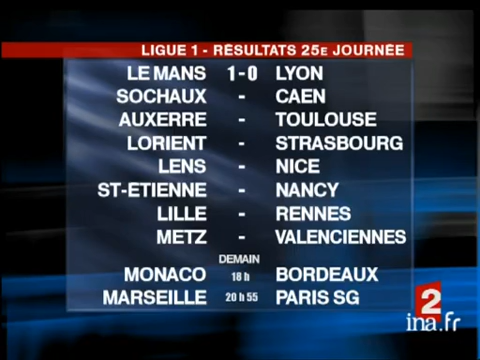 LIGUE 1 - RÉSULTATS 25E JOURNÉE
LE MANS 1-0 LYON
SOCHAUX - CAEN
AUXERRE - TOULOUSE
LORIENT - STRASBOURG
LENS - NICE
ST-ETIENNE - NANCY
LILLE - RENNES
METZ - VALENCIENNES
DEMAIN
MONACO 18 h BORDEAUX
MARSEILLE 20 h 55 PARIS SG
2
ina.fr